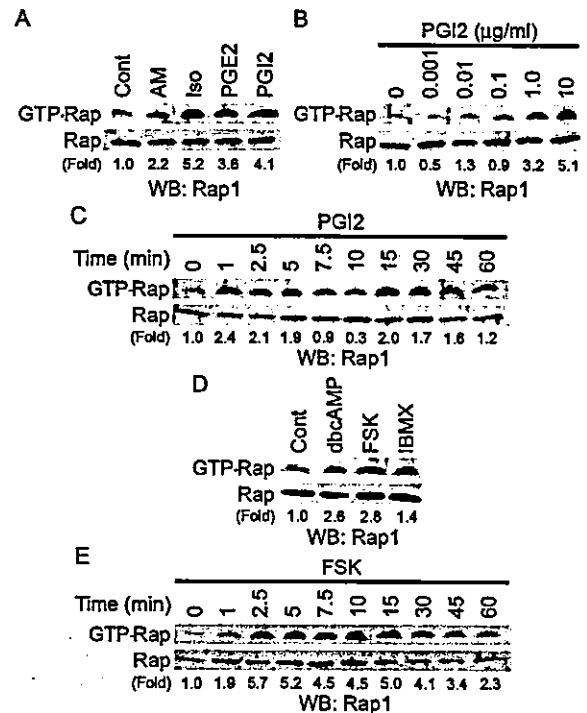 A
Cont AM Iso PGE2 PGI2
GTP-Rap
Rap
(Fold) 1.0 2.2 5.2 3.6 4.1
WB: Rap1
B
PGI2 (μg/ml)
0 0.001 0.01 0.1 1.0 10
GTP-Rap
Rap
(Fold) 1.0 0.5 1.3 0.9 3.2 5.1
WB: Rap1
C
PGI2
Time (min) 0 1 2.5 5 7.5 10 15 30 45 60
GTP-Rap
Rap
(Fold) 1.0 2.4 2.1 1.9 0.9 0.3 2.0 1.7 1.6 1.2
WB: Rap1
D
Cont dbcAMP FSK IBMX
GTP-Rap
Rap
(Fold) 1.0 2.6 2.8 1.4
WB: Rap1
E
FSK
Time (min) 0 1 2.5 5 7.5 10 15 30 45 60
GTP-Rap
Rap
(Fold) 1.0 1.9 5.7 5.2 4.5 4.5 5.0 4.1 3.4 2.3
WB: Rap1